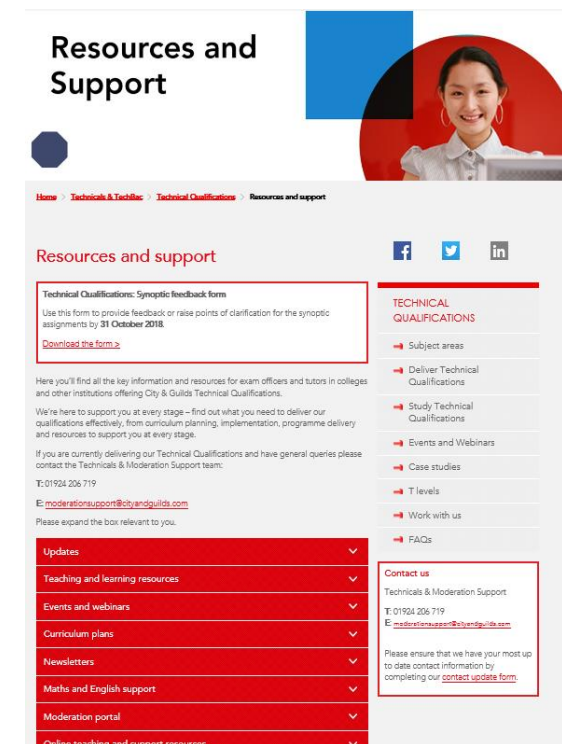 Resources and
Support
Home > Technicals & TechBac > Technical Qualifications > Resources and support
Resources and support
Technical Qualifications: Synoptic feedback form
Use this form to provide feedback or raise points of clarification for the synoptic
assignments by 31 October 2018.
Download the form >
Here you'll find all the key information and resources for exam officers and tutors in colleges
and other institutions offering City & Guilds Technical Qualifications.
We're here to support you at every stage – find out what you need to deliver our
qualifications effectively, from curriculum planning, implementation, programme delivery
and resources to support you at every stage.
If you are currently delivering our Technical Qualifications and have general queries please
contact the Technicals & Moderation Support team:
T: 01924 206 719
E: moderationsupport@cityandguilds.com
Please expand the box relevant to you.
Updates
Teaching and learning resources
Events and webinars
Curriculum plans
Newsletters
Maths and English support
Moderation portal
Online teaching and support resources
f
in
TECHNICAL
QUALIFICATIONS
Subject areas
Deliver Technical
Qualifications
Study Technical
Qualifications
Events and Webinars
Case studies
T levels
Work with us
FAQs
Contact us
Technicals & Moderation Support
T: 01924 206 719
E: moderationsupport@cityandguilds.com
Please ensure that we have your most up
to date contact information by
completing our contact update form.